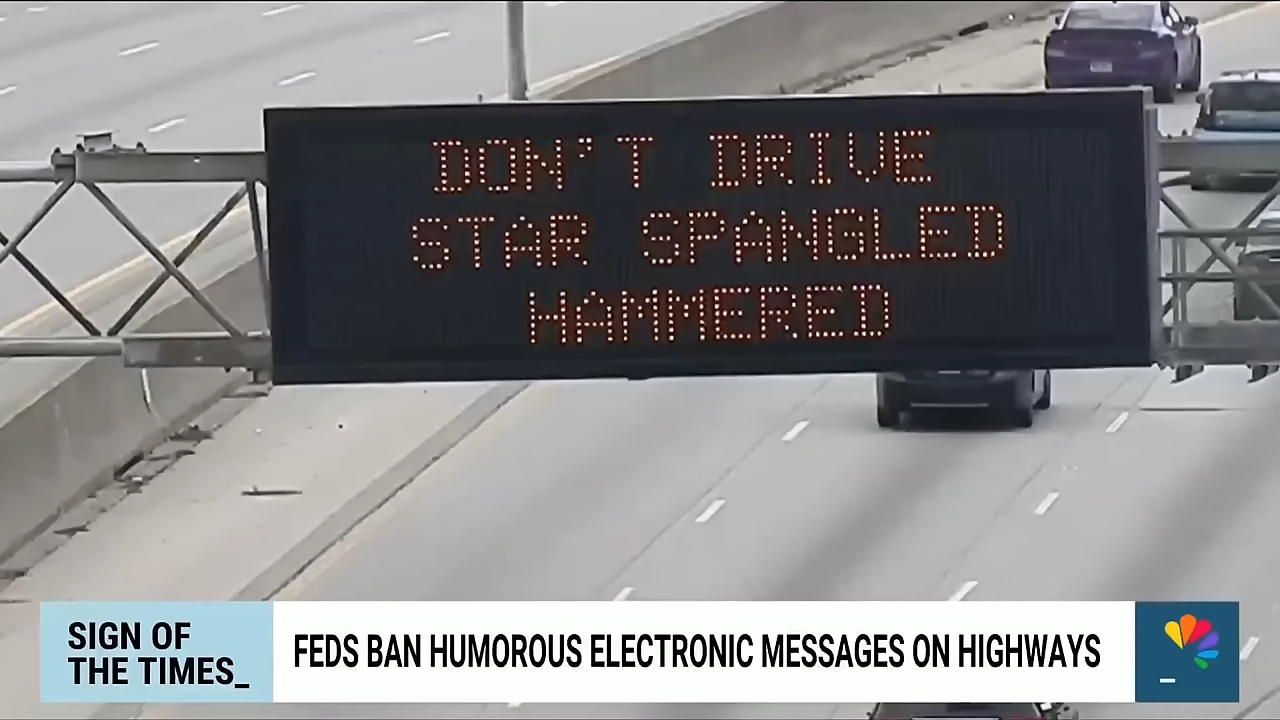 DON'T DRIVE
STAR SPANGLED
HAMMERED
SIGN OF
THE TIMES_
FEDS BAN HUMOROUS ELECTRONIC MESSAGES ON HIGHWAYS